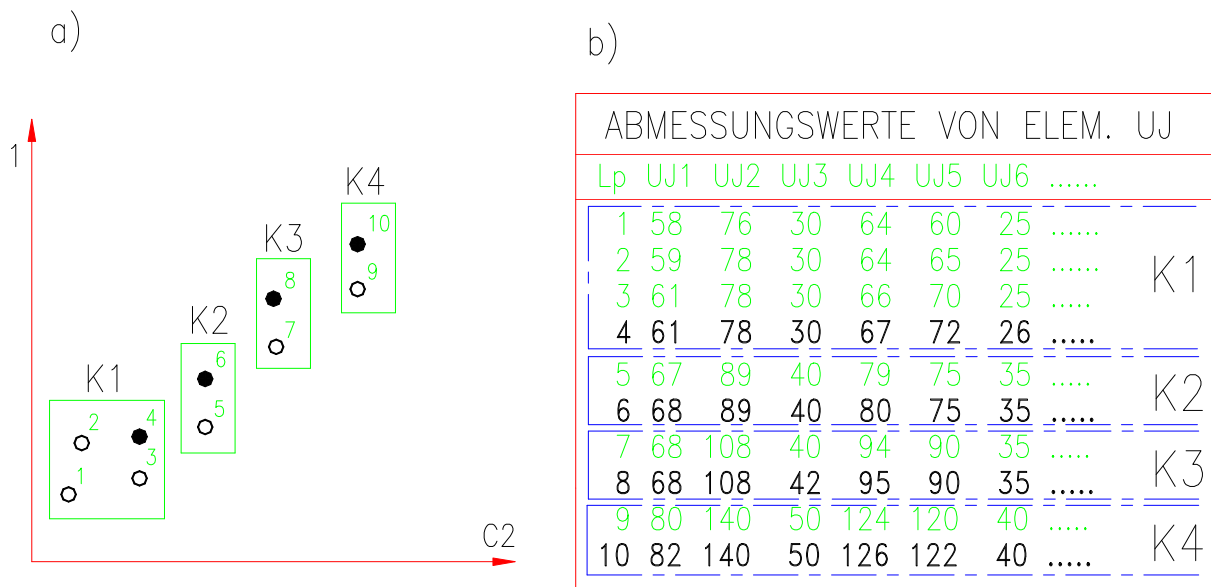 a)
1
K4
10
9
K3
8
7
K2
6
5
K1
2
4
3
1
C2
b)
ABMESSUNGSWERTE VON ELEM. UJ
Lp UJ1 UJ2 UJ3 UJ4 UJ5 UJ6 ......
1 58 76 30 64 60 25 ......
2 59 78 30 64 65 25 ......
3 61 78 30 66 70 25 .....
K1
4 61 78 30 67 72 26 .....
5 67 89 40 79 75 35 .....
K2
6 68 89 40 80 75 35 .....
7 68 108 40 94 90 35 .....
K3
8 68 108 42 95 90 35 .....
9 80 140 50 124 120 40 .....
K4
10 82 140 50 126 122 40 .....